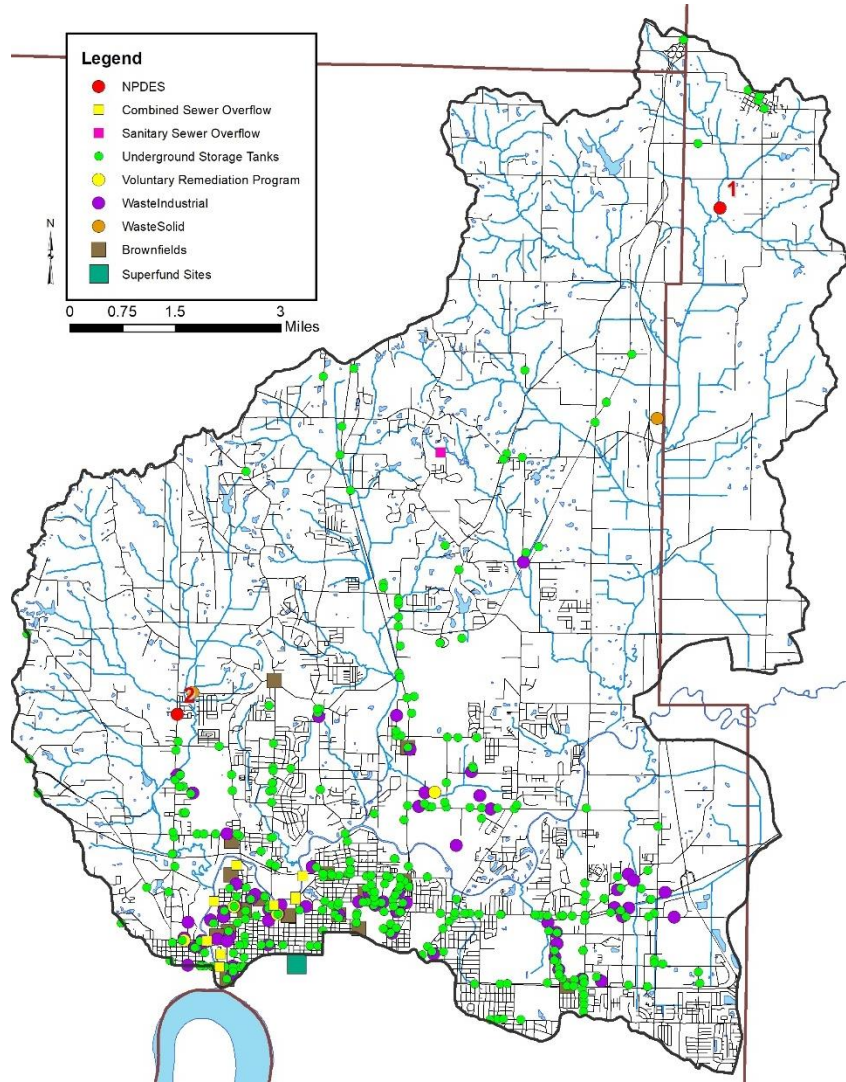 Legend
NPDES
Combined Sewer Overflow
Sanitary Sewer Overflow
Underground Storage Tanks
Voluntary Remediation Program
WasteIndustrial
WasteSolid
Brownfields
Superfund Sites
N
0 0.75 1.5 3
Miles
1
2